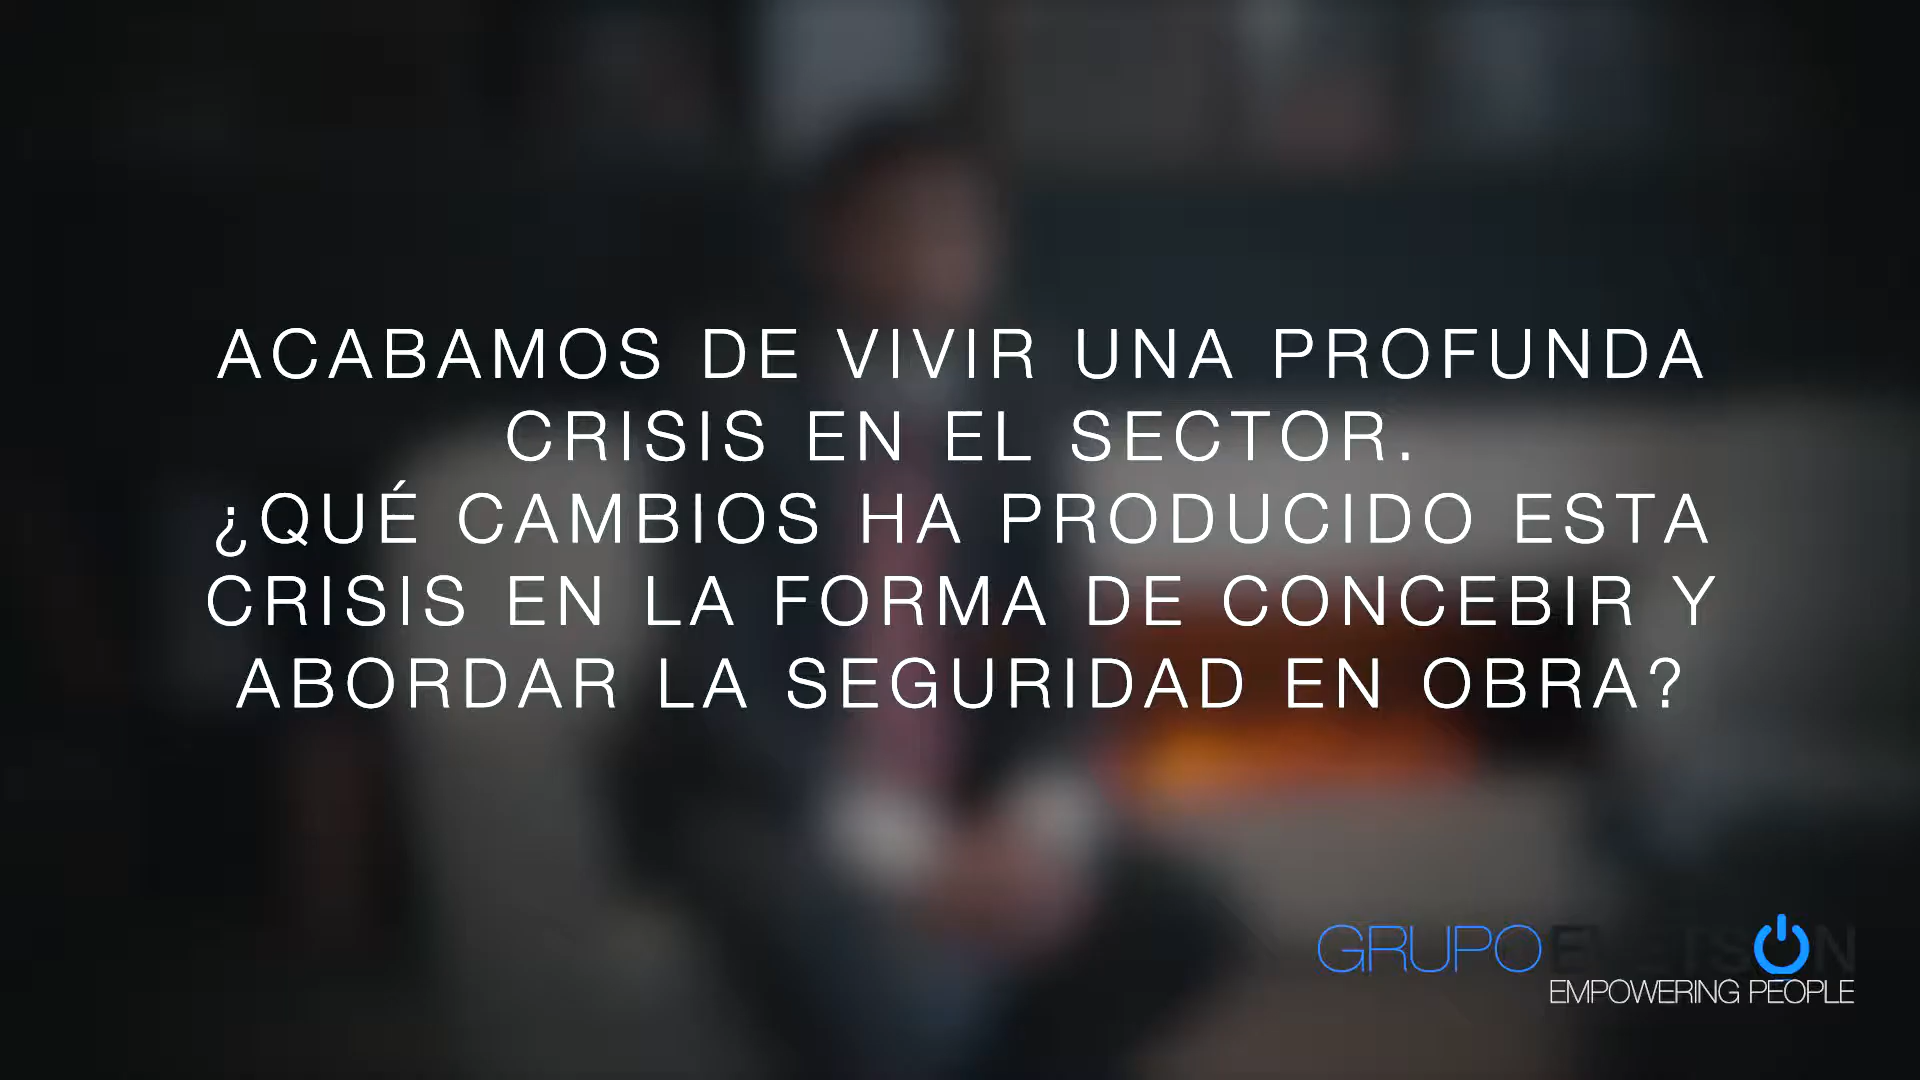 ACABAMOS DE VIVIR UNA PROFUNDA
CRISIS EN EL SECTOR.
¿QUÉ CAMBIOS HA PRODUCIDO ESTA
CRISIS EN LA FORMA DE CONCEBIR Y
ABORDAR LA SEGURIDAD EN OBRA?
GRUPO
EMPOWERING PEOPLE